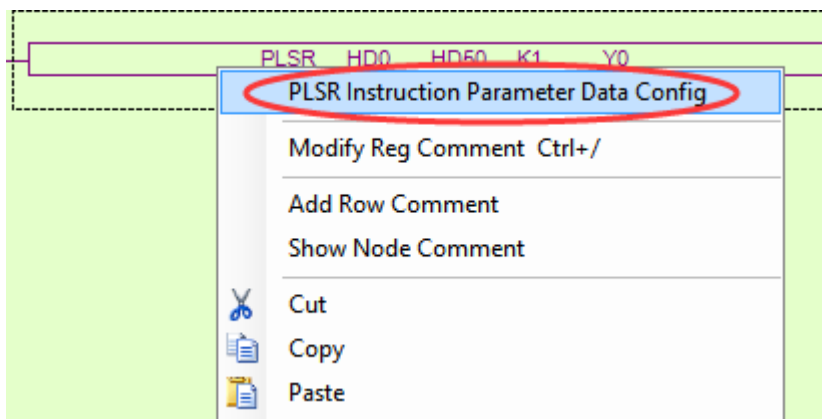 PLSR HD0 HD50 K1 Y0
PLSR Instruction Parameter Data Config
Modify Reg Comment Ctrl+/
Add Row Comment
Show Node Comment
Cut
Copy
Paste